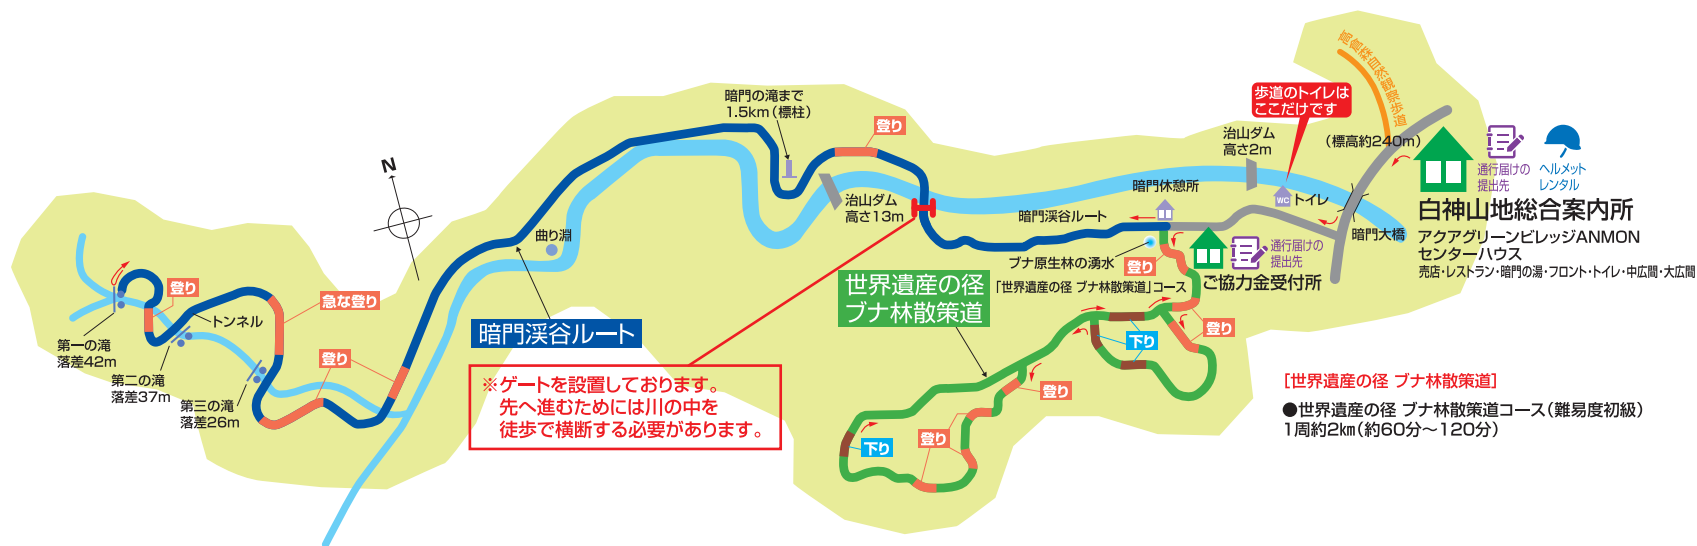 高倉森自然観察歩道
歩道のトイレは
ここだけです
暗門の滝まで
1.5km（標柱）
登り
治山ダム
高さ2m
（標高約240m）
通行届けの
提出先
ヘルメット
レンタル
N
治山ダム
高さ13m
暗門休憩所
WC
トイレ
白神山地総合案内所
アクアグリーンビレッジANMON
センターハウス
売店・レストラン・暗門の湯・フロント・トイレ・中広間・大広間
暗門渓谷ルート
暗門大橋
曲り淵
ブナ原生林の湧水
登り
通行届けの
提出先
ご協力金受付所
「世界遺産の径 ブナ林散策道」コース
世界遺産の径
ブナ林散策道
登り
急な登り
トンネル
暗門渓谷ルート
登り
下り
第一の滝
落差42m
登り
第二の滝
落差37m
第三の滝
落差26m
※ゲートを設置しております。
先へ進むためには川の中を
徒歩で横断する必要があります。
登り
登り
下り
［世界遺産の径 ブナ林散策道］
●世界遺産の径 ブナ林散策道コース（難易度初級）
1周約2㎞（約60分〜120分）